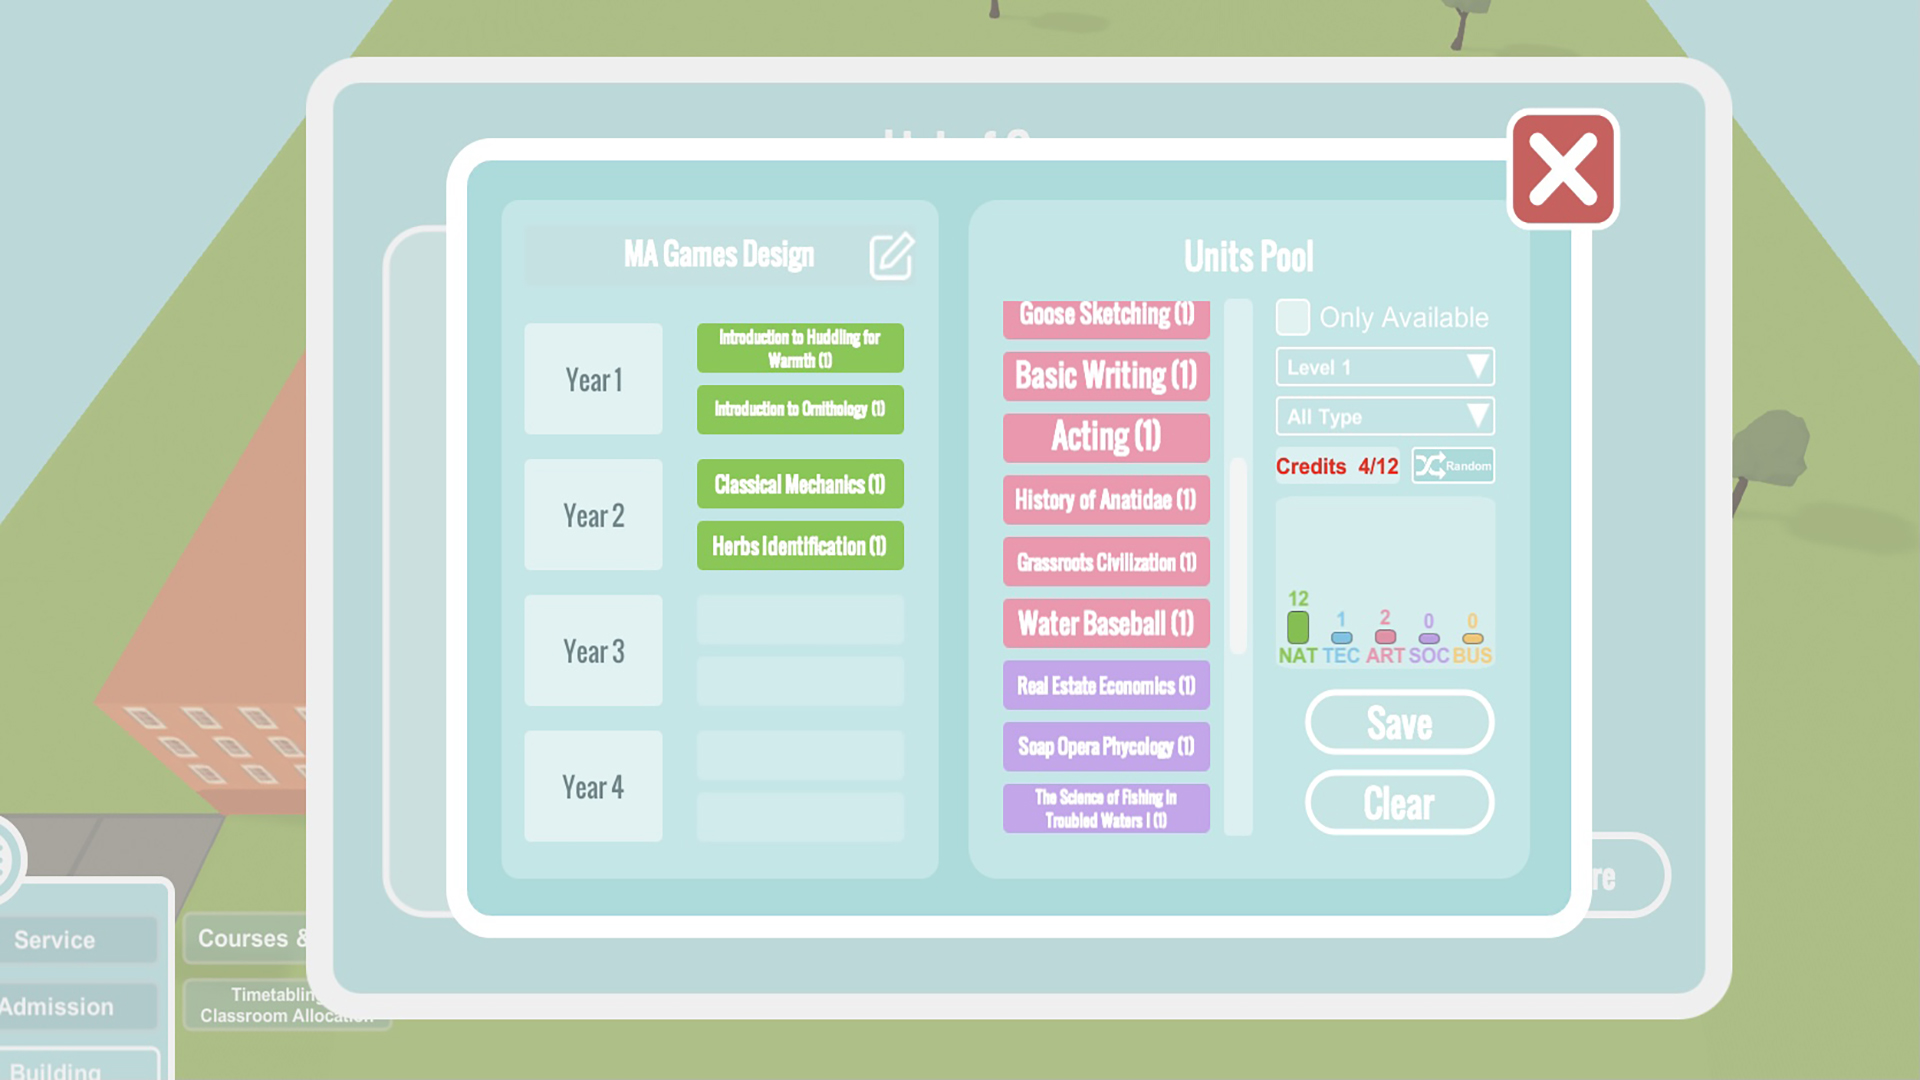 MA Games Design
Year 1
Introduction to Huddling for
Warmth (1)
Introduction to Ornithology (1)
Year 2
Classical Mechanics (1)
Herbs Identification (1)
Year 3
Year 4
Units Pool
Goose Sketching (1)
Basic Writing (1)
Acting (1)
History of Anatidae (1)
Grassroots Civilization (1)
Water Baseball (1)
Real Estate Economics (1)
Soap Opera Phycology (1)
The Science of Fishing in
Troubled Waters I (1)
Only Available
Level 1
All Type
Credits 4/12
Random
12 1 2 0 0
NAT TEC ART SOC BUS
Save
Clear
Service
Admission
Building
Courses &
Timetabling
Classroom Allocation